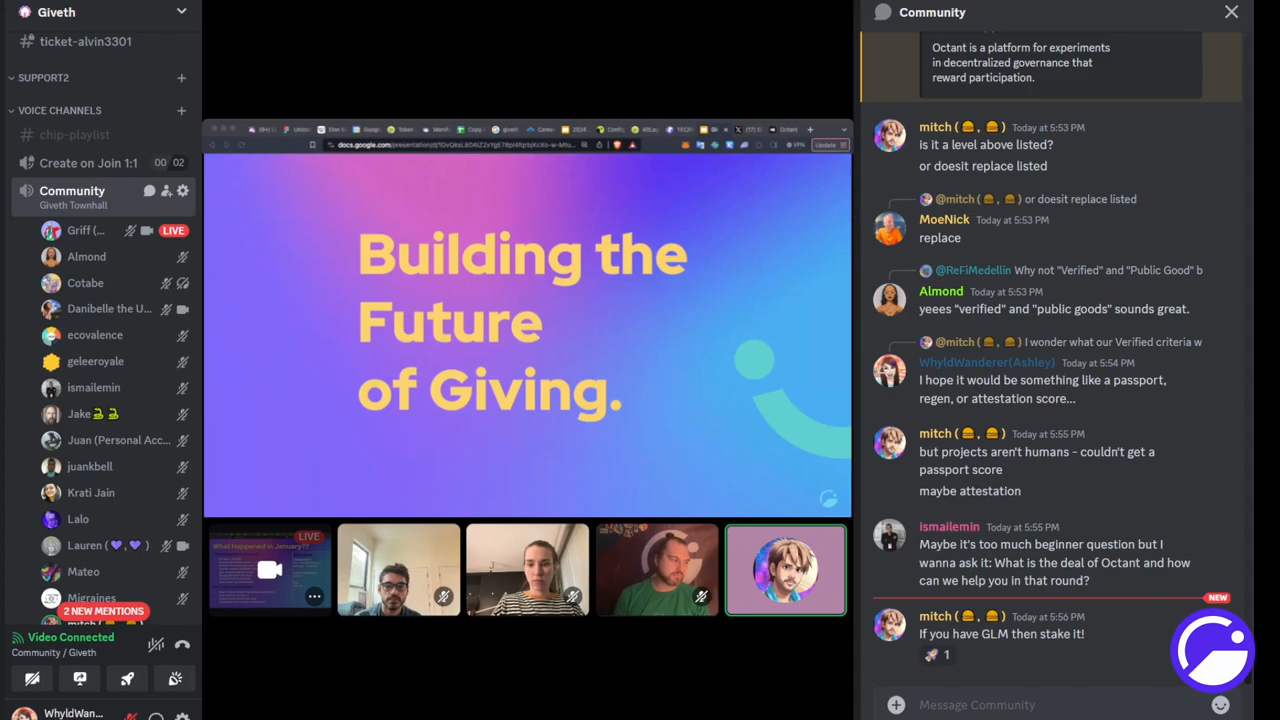 Giveth
ticket-alvin3301
SUPPORT2
VOICE CHANNELS
chip-playlist
Create on Join 1:1 00 02
Community
Giveth Townhall
Griff (... LIVE
Almond
Cotabe
Danibelle the U...
ecovalence
geleeroyale
ismailemin
Jake
Juan (Personal Acc...
juankbell
Krati Jain
Lalo
Lauren ( , )
Mateo
Migraines
2 NEW MENTIONS
Video Connected
Community / Giveth
WhyldWan...
Update
Building the
Future
of Giving.
What Happened in January??
LIVE
Community
Octant is a platform for experiments
in decentralized governance that
reward participation.
mitch ( , ) Today at 5:53 PM
is it a level above listed?
or doesit replace listed
@mitch ( , ) or doesit replace listed
MoeNick Today at 5:53 PM
replace
@ReFiMedellin Why not "Verified" and "Public Good" b
Almond Today at 5:53 PM
yeees "verified" and "public goods" sounds great.
@mitch ( , ) I wonder what our Verified criteria w
WhyldWanderer(Ashley) Today at 5:54 PM
I hope it would be something like a passport,
regen, or attestation score...
mitch ( , ) Today at 5:55 PM
but projects aren't humans - couldn't get a
passport score
maybe attestation
ismailemin Today at 5:55 PM
Maybe it's too much beginner question but I
wanna ask it: What is the deal of Octant and how
can we help you in that round?
NEW
mitch ( , ) Today at 5:56 PM
If you have GLM then stake it!
1
Message Community